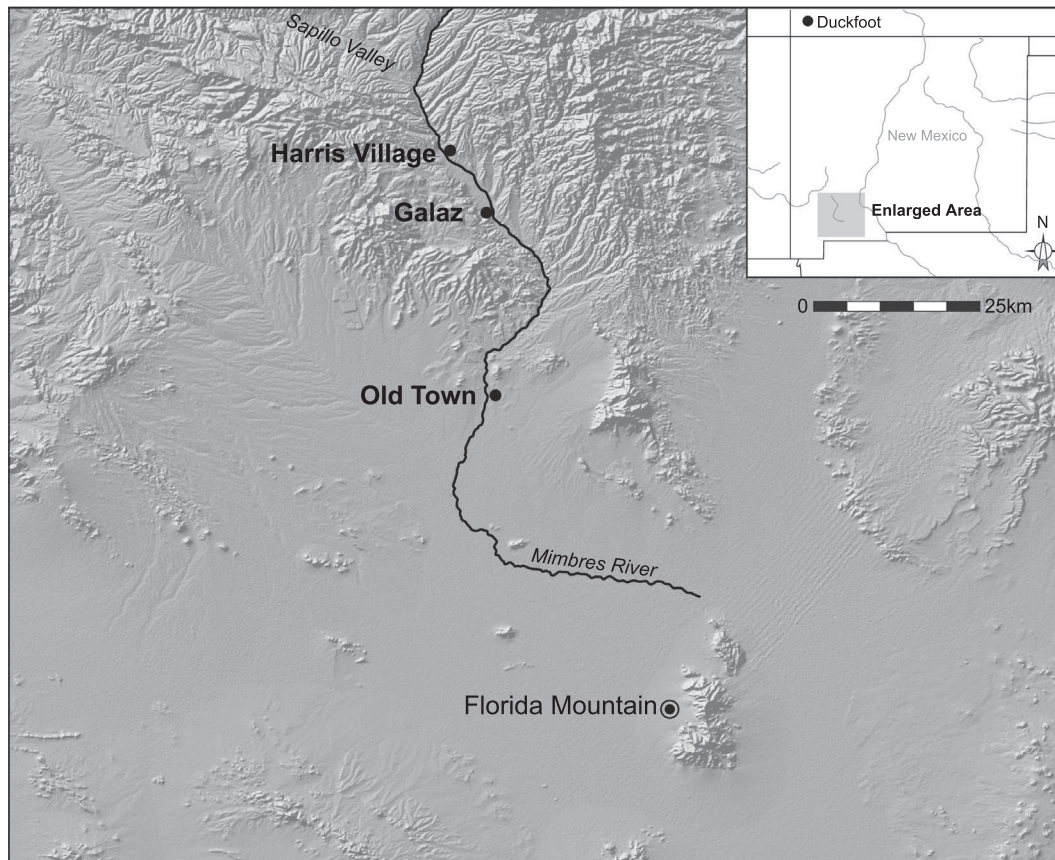 Sapillo Valley
Duckfoot
New Mexico
Enlarged Area
N
0 25km
Harris Village
Galaz
Old Town
Mimbres River
Florida Mountain